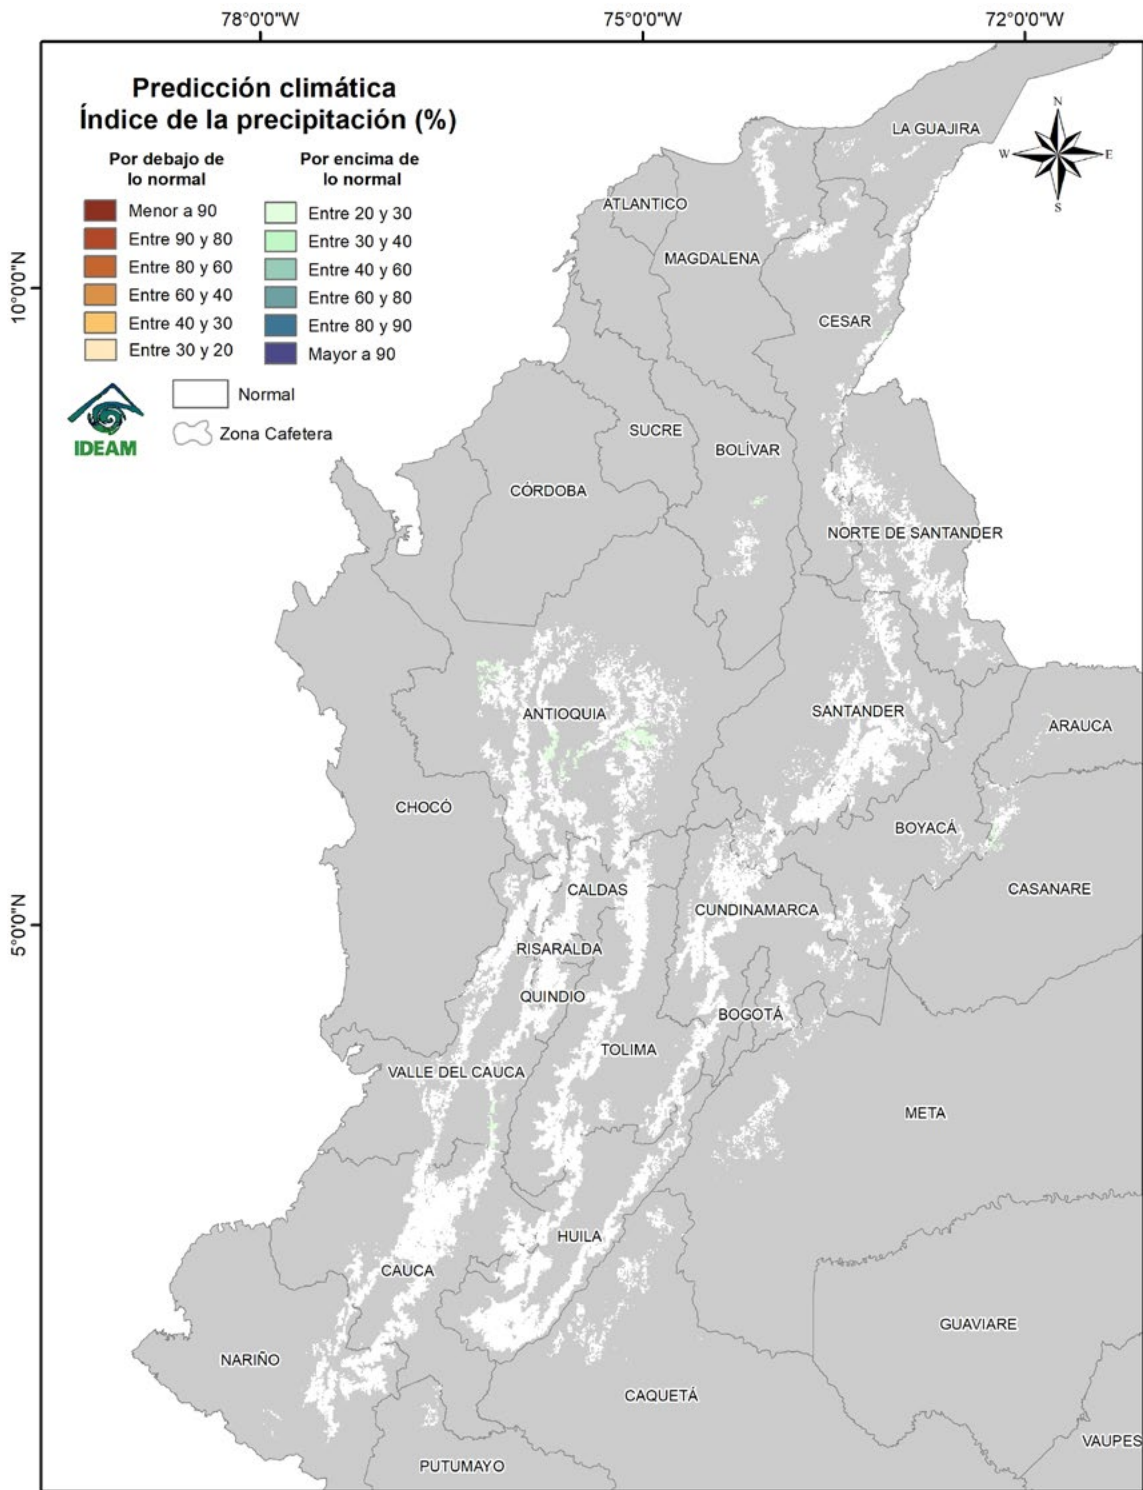 78°0'0"W
75°0'0"W
72°0'0"W
Predicción climática
Índice de la precipitación (%)
Por debajo de
lo normal
Menor a 90
Entre 90 y 80
Entre 80 y 60
Entre 60 y 40
Entre 40 y 30
Entre 30 y 20
Por encima de
lo normal
Entre 20 y 30
Entre 30 y 40
Entre 40 y 60
Entre 60 y 80
Entre 80 y 90
Mayor a 90
IDEAM
Normal
Zona Cafetera
N
W
E
S
10°0'0"N
5°0'0"N
LA GUAJIRA
ATLANTICO
MAGDALENA
CESAR
SUCRE
BOLÍVAR
CÓRDOBA
NORTE DE SANTANDER
ANTIOQUIA
SANTANDER
ARAUCA
CHOCÓ
BOYACÁ
CALDAS
CASANARE
CUNDINAMARCA
RISARALDA
QUINDIO
BOGOTÁ
TOLIMA
VALLE DEL CAUCA
META
HUILA
CAUCA
GUAVIARE
NARIÑO
CAQUETÁ
VAUPES
PUTUMAYO